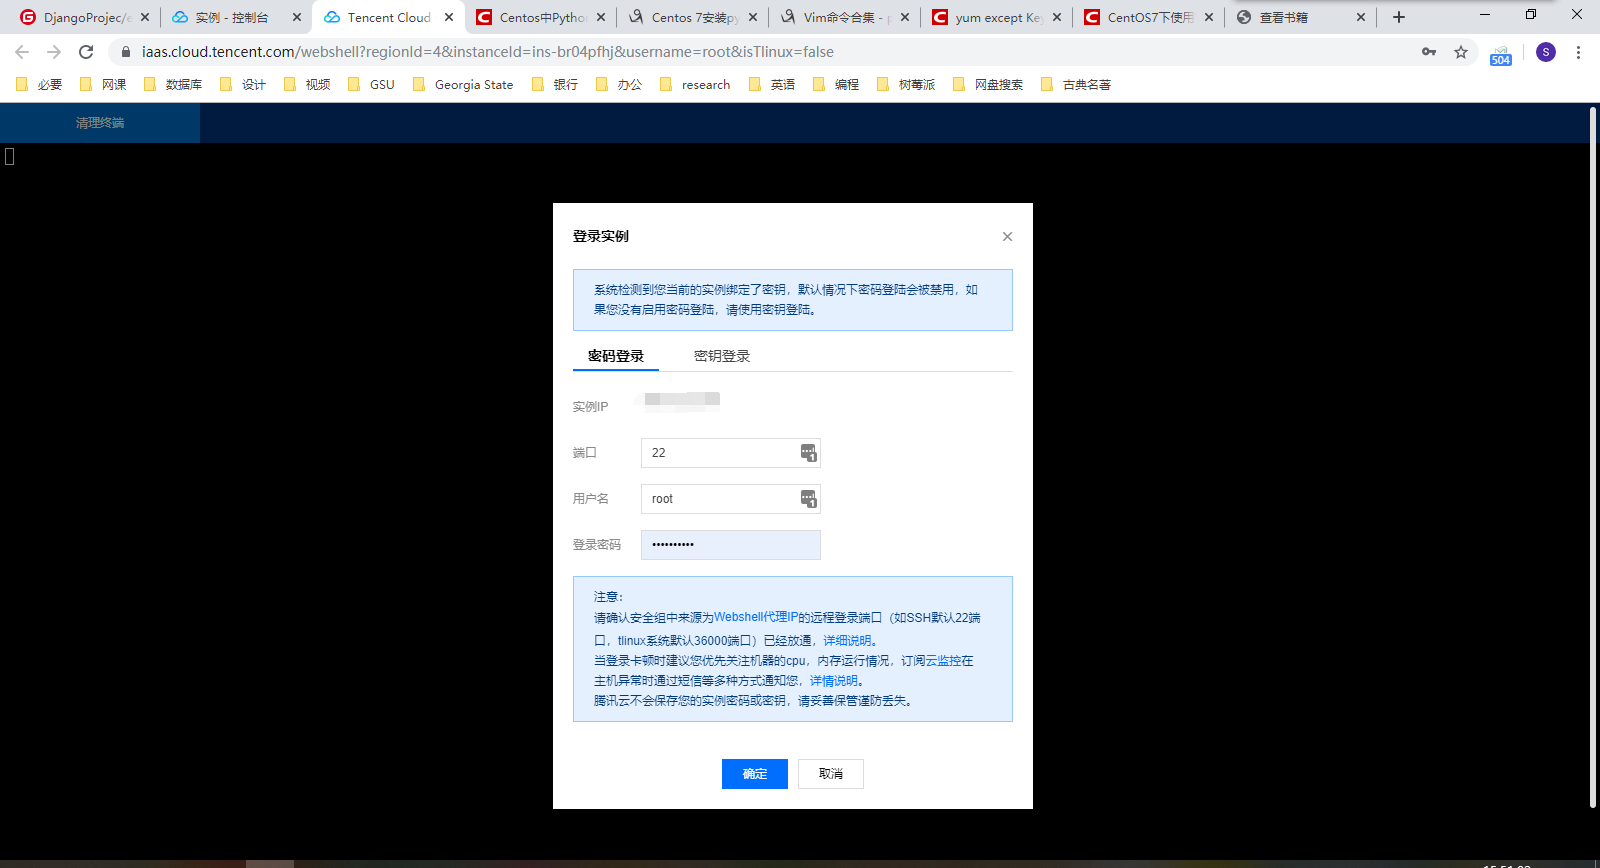 DjangoProjec/e
实例 - 控制台
Tencent Cloud
Centos中Python
Centos 7安装py
Vim命令合集 - p
yum except Key
CentOS7下使用
查看书籍
iaas.cloud.tencent.com/webshell?regionId=4&instanceId=ins-br04pfhj&username=root&isTlinux=false
504
S
必要
网课
数据库
设计
视频
GSU
Georgia State
银行
办公
research
英语
编程
树莓派
网盘搜索
古典名著
清理终端
登录实例
系统检测到您当前的实例绑定了密钥，默认情况下密码登陆会被禁用，如
果您没有启用密码登陆，请使用密钥登陆。
密码登录
密钥登录
实例IP
端口
22
用户名
root
登录密码
••••••••••
注意：
请确认安全组中来源为Webshell代理IP的远程登录端口（如SSH默认22端
口，tlinux系统默认36000端口）已经放通，详细说明。
当登录卡顿时建议您优先关注机器的cpu，内存运行情况，订阅云监控在
主机异常时通过短信等多种方式通知您，详情说明。
腾讯云不会保存您的实例密码或密钥，请妥善保管谨防丢失。
确定
取消